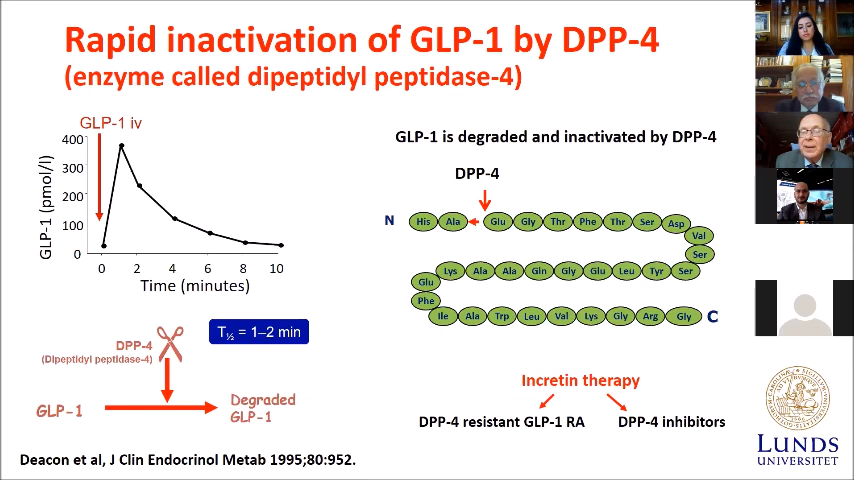 Rapid inactivation of GLP-1 by DPP-4
(enzyme called dipeptidyl peptidase-4)
GLP-1 iv
400
300
200
100
0
GLP-1 (pmol/l)
0 2 4 6 8 10
Time (minutes)
T½ = 1–2 min
DPP-4
(Dipeptidyl peptidase-4)
GLP-1
Degraded
GLP-1
GLP-1 is degraded and inactivated by DPP-4
DPP-4
N His Ala Glu Gly Thr Phe Thr Ser Asp
Val
Ser
Lys Ala Ala Gln Gly Glu Leu Tyr Ser
Glu
Phe
Ile Ala Trp Leu Val Lys Gly Arg Gly C
Incretin therapy
DPP-4 resistant GLP-1 RA DPP-4 inhibitors
Deacon et al, J Clin Endocrinol Metab 1995;80:952.
LUNDS
UNIVERSITET